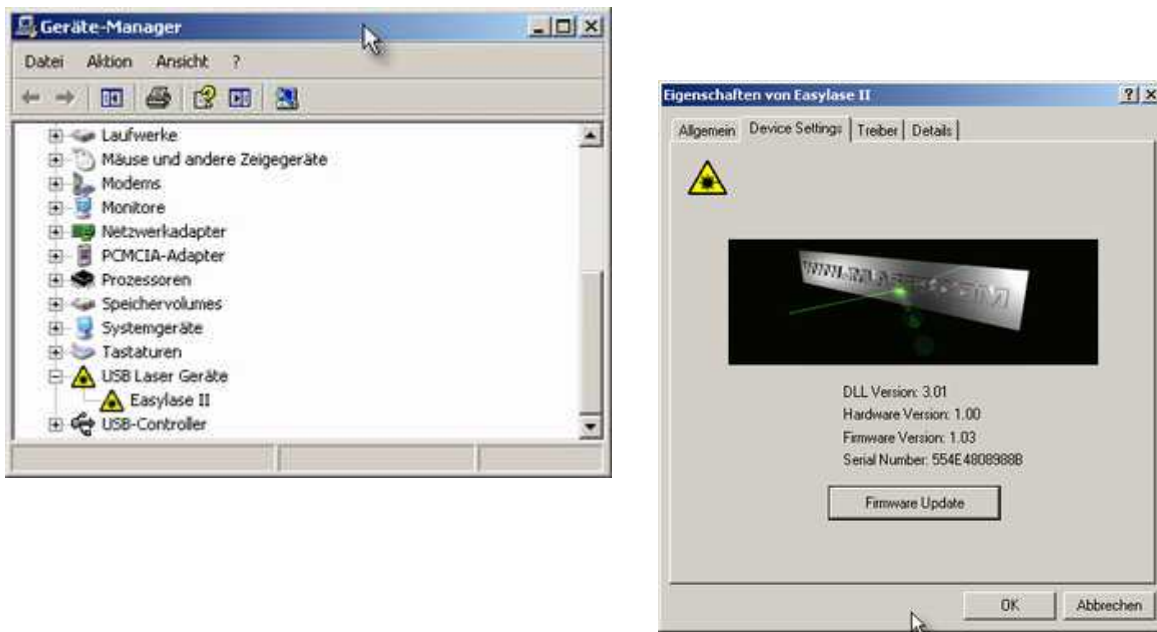 Geräte-Manager
Datei Aktion Ansicht ?
Laufwerke
Mäuse und andere Zeigegeräte
Modems
Monitore
Netzwerkadapter
PCMCIA-Adapter
Prozessoren
Speichervolumes
Systemgeräte
Tastaturen
USB Laser Geräte
Easylase II
USB-Controller
Eigenschaften von Easylase II
Allgemein Device Settings Treiber Details
DLL Version: 3.01
Hardware Version: 1.00
Firmware Version: 1.03
Serial Number: 554E4808988B
Firmware Update
OK Abbrechen